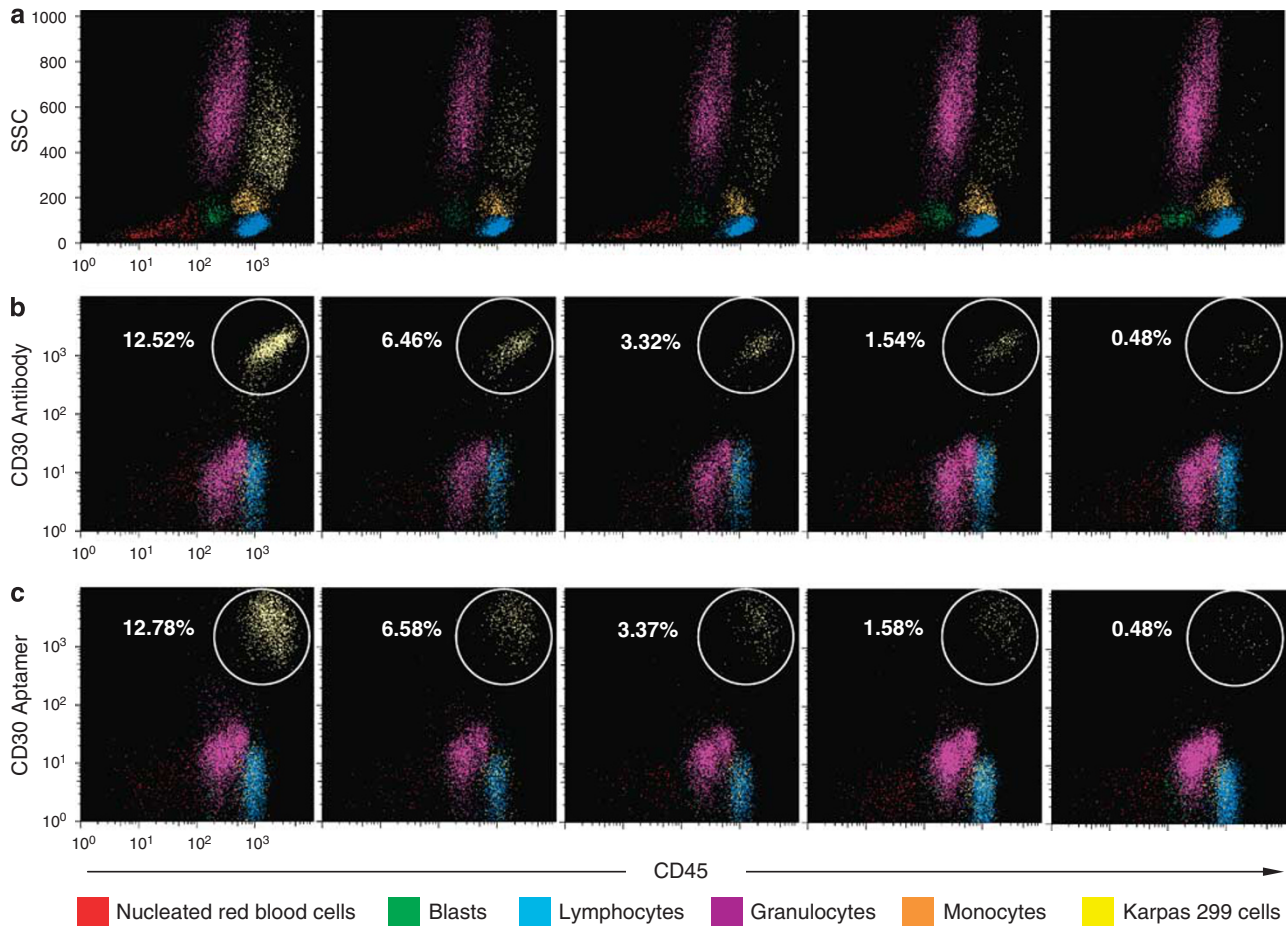 a
SSC
1000
800
600
400
200
0
10⁰ 10¹ 10² 10³
b
CD30 Antibody
10³
10²
10¹
10⁰
12.52% 6.46% 3.32% 1.54% 0.48%
10⁰ 10¹ 10² 10³
c
CD30 Aptamer
10³
10²
10¹
10⁰
12.78% 6.58% 3.37% 1.58% 0.48%
10⁰ 10¹ 10² 10³
CD45
Nucleated red blood cells Blasts Lymphocytes Granulocytes Monocytes Karpas 299 cells